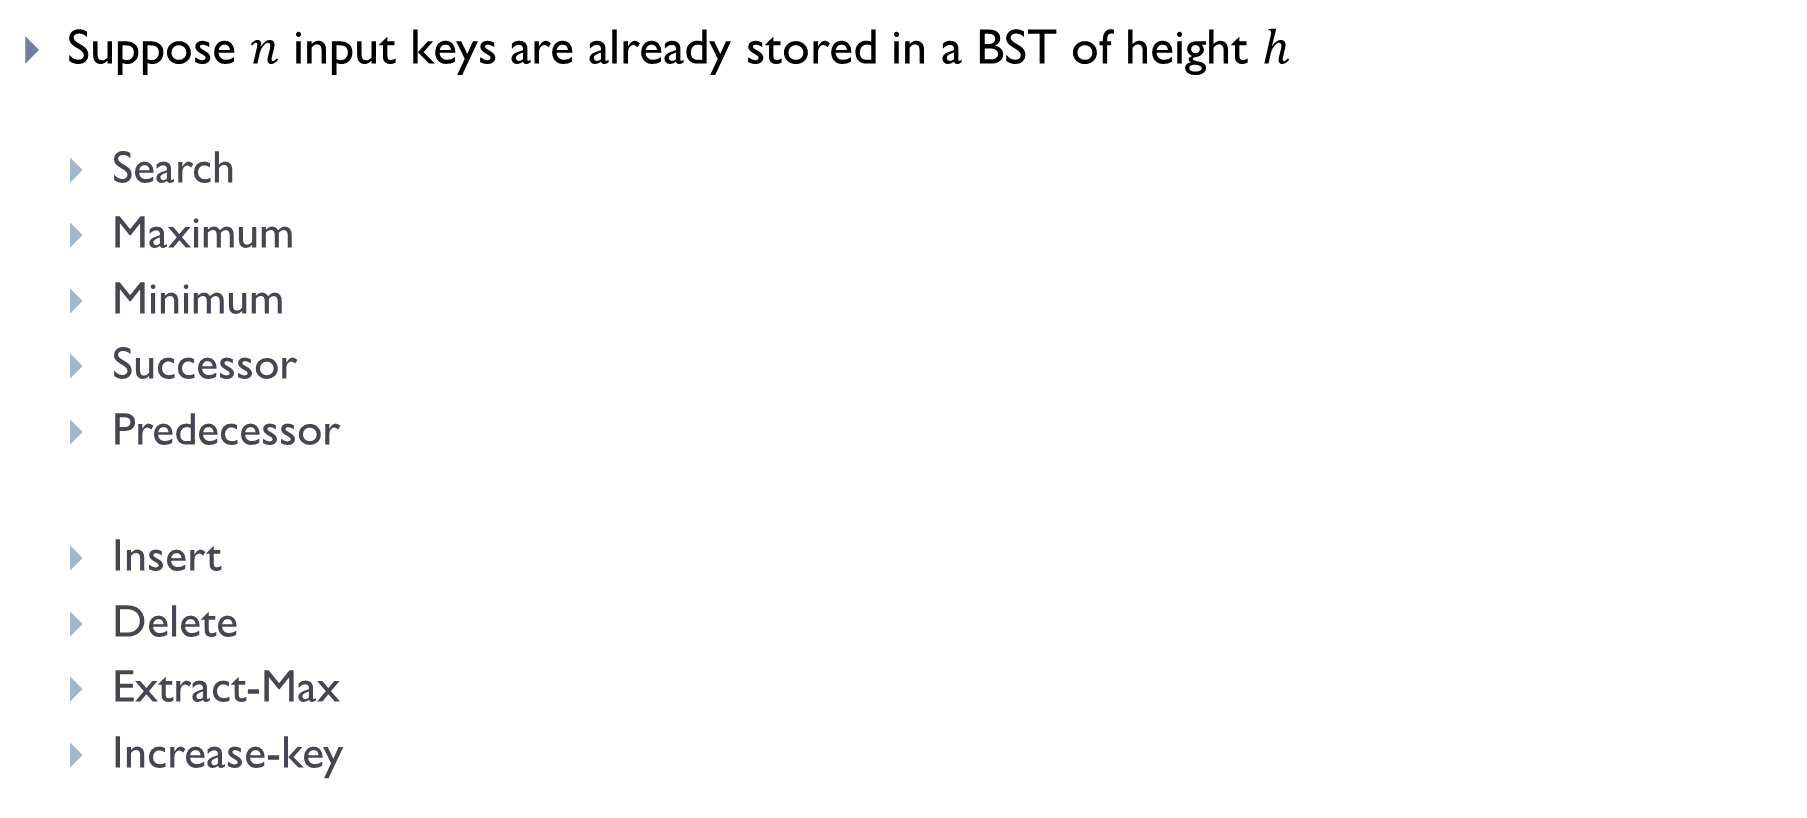 Suppose n input keys are already stored in a BST of height h
Search
Maximum
Minimum
Successor
Predecessor
Insert
Delete
Extract-Max
Increase-key